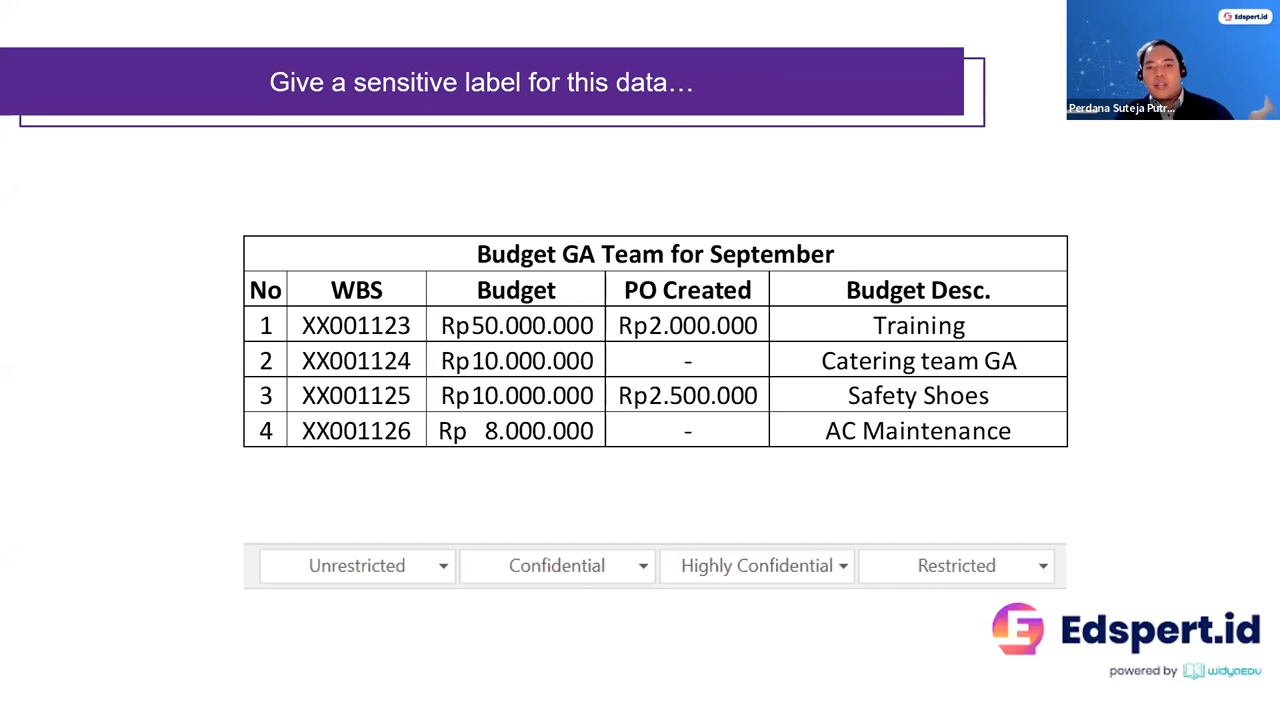 Edspert.id
Give a sensitive label for this data…
Perdana Suteja Putr...
Budget GA Team for September
No WBS Budget PO Created Budget Desc.
1 XX001123 Rp50.000.000 Rp2.000.000 Training
2 XX001124 Rp10.000.000 - Catering team GA
3 XX001125 Rp10.000.000 Rp2.500.000 Safety Shoes
4 XX001126 Rp 8.000.000 - AC Maintenance
Unrestricted Confidential Highly Confidential Restricted
Edspert.id
powered by WIDYAEDU